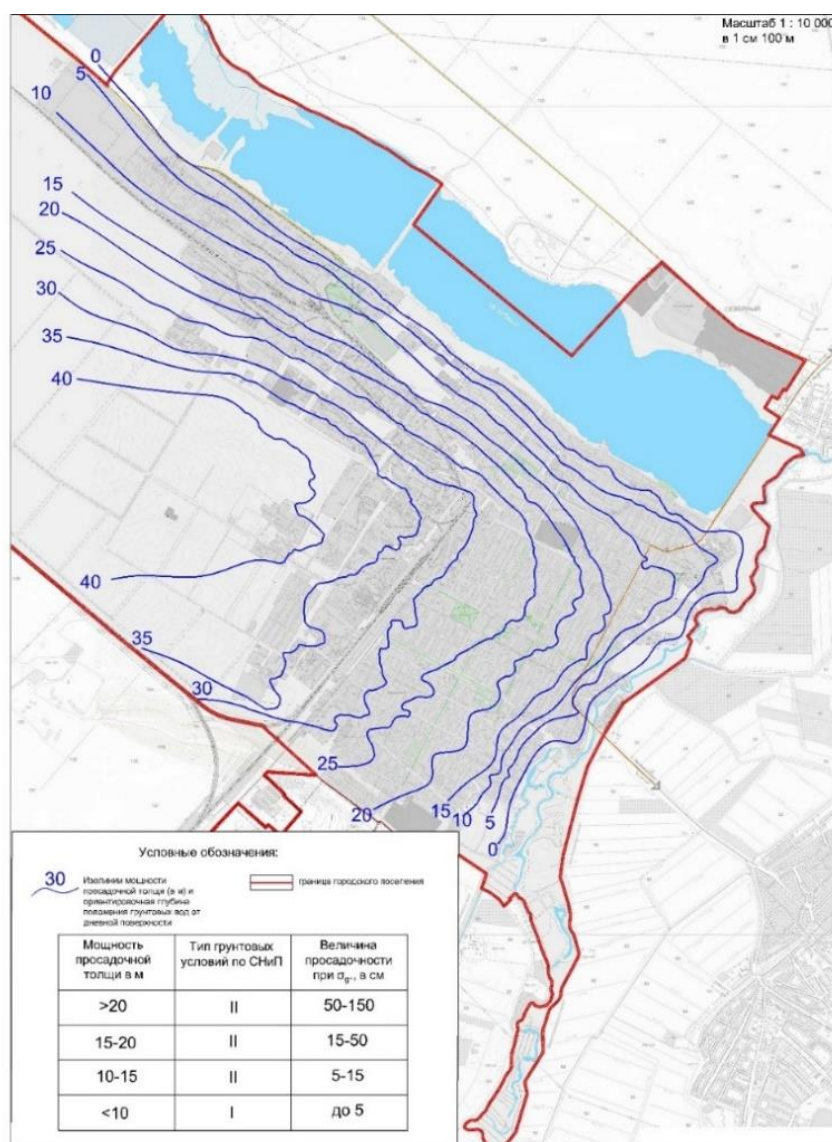 Масштаб 1 : 10 000
в 1 см 100 м
0
5
10
15
20
25
30
35
40
СЕВЕРНЫЙ
40
35
30
25
20
15
10
5
0
Условные обозначения:
30
Изолинии мощности
просадочной толщи (в м) и
ориентировочная глубина
положения грунтовых вод от
дневной поверхности
граница городского поселения
Мощность
просадочной
толщи в м
Тип грунтовых
условий по СНиП
Величина
просадочности
в см
>20
II
50-150
15-20
II
15-50
10-15
II
5-15
<10
I
до 5